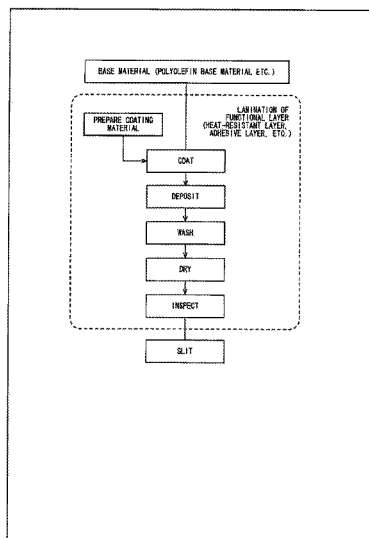 BASE MATERIAL (POLYOLEFIN BASE MATERIAL ETC.)
LAMINATION OF
FUNCTIONAL LAYER
(HEAT-RESISTANT LAYER,
ADHESIVE LAYER, ETC.)
PREPARE COATING
MATERIAL
COAT
DEPOSIT
WASH
DRY
INSPECT
SLIT